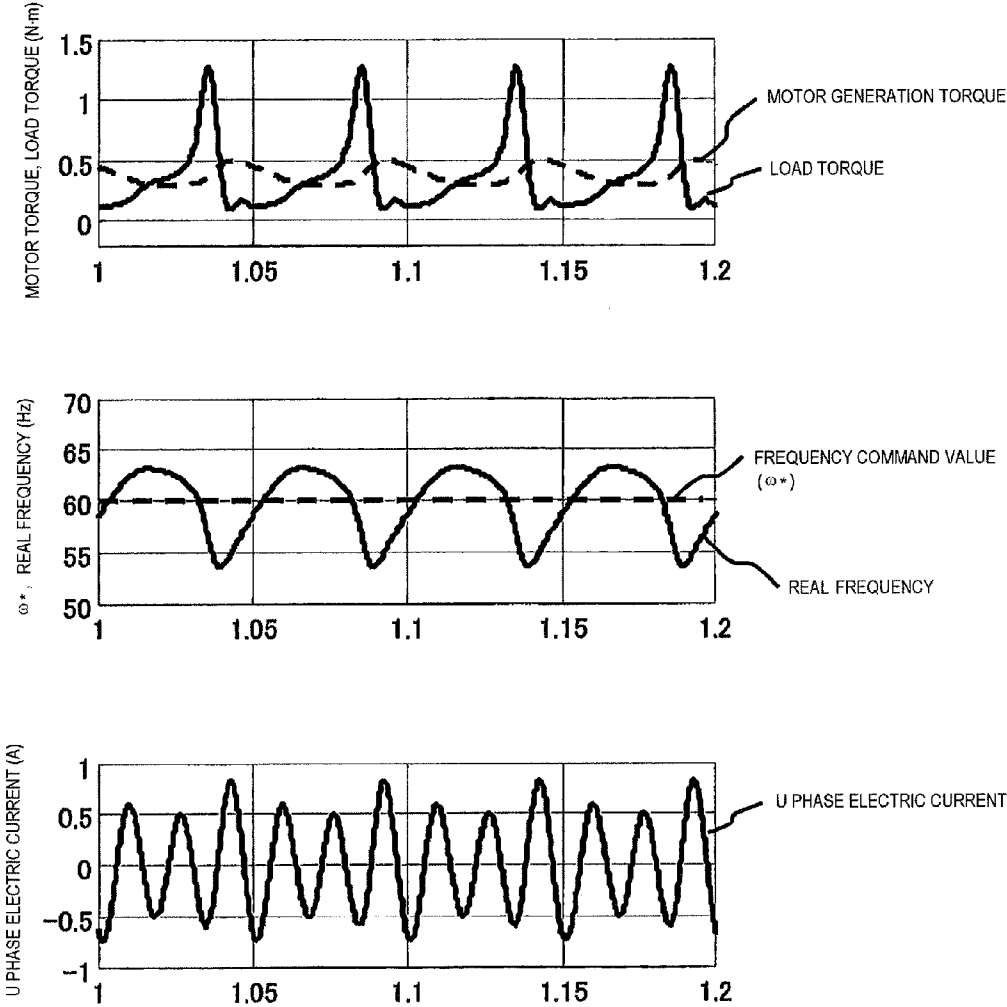 MOTOR TORQUE, LOAD TORQUE (N·m)
1.5
1
0.5
0
1 1.05 1.1 1.15 1.2
MOTOR GENERATION TORQUE
LOAD TORQUE
ω*, REAL FREQUENCY (Hz)
70
65
60
55
50
1 1.05 1.1 1.15 1.2
FREQUENCY COMMAND VALUE
(ω*)
REAL FREQUENCY
U PHASE ELECTRIC CURRENT (A)
1
0.5
0
−0.5
−1
1 1.05 1.1 1.15 1.2
U PHASE ELECTRIC CURRENT